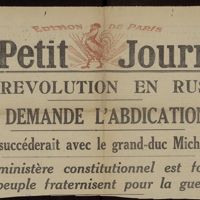 EDITION DE PARIS
Petit Journ
REVOLUTION EN RUS
DEMANDE L'ABDICATION
succéderait avec le grand-duc Mich
ministère constitutionnel est fo
peuple fraternisent pour la gue